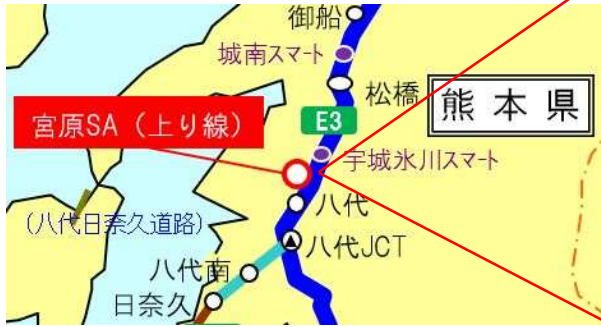 御船
城南スマート
松橋
熊本県
E3
宮原SA（上り線）
宇城氷川スマート
八代
(八代日奈久道路)
八代JCT
八代南
日奈久